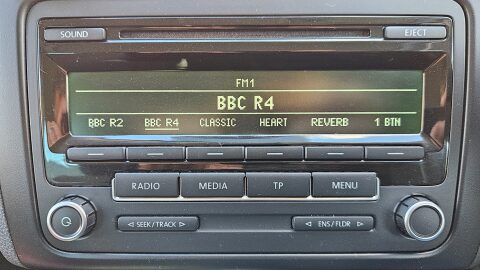 SOUND EJECT
FM1
BBC R4
BBC R2 BBC R4 CLASSIC HEART REVERB 1 BTN
RADIO MEDIA TP MENU
SEEK/TRACK ENS/FLDR